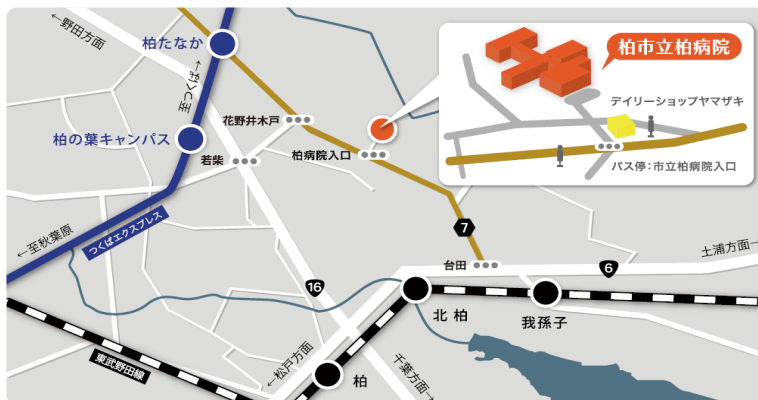 ←野田方面
柏たなか
至つくば→
柏の葉キャンパス
花野井木戸
若柴
柏病院入口
柏市立柏病院
デイリーショップヤマザキ
バス停：市立柏病院入口
←至秋葉原
つくばエクスプレス
7
台田
6
土浦方面→
16
北柏
我孫子
東武野田線
←松戸方面
柏
千葉方面→